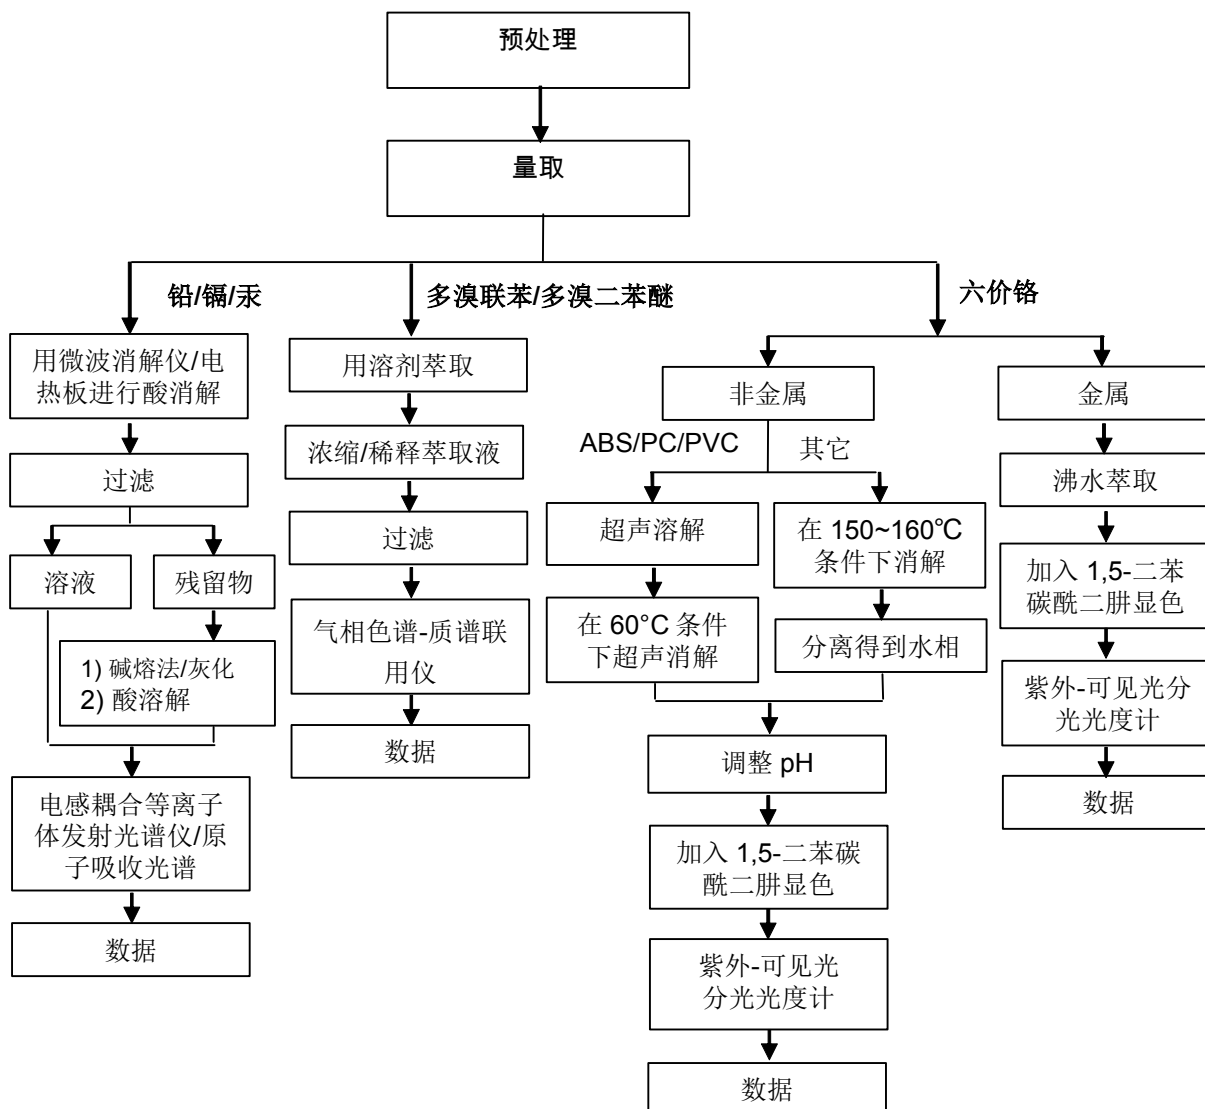 预处理
量取
铅/镉/汞
多溴联苯/多溴二苯醚
六价铬
用微波消解仪/电
热板进行酸消解
过滤
溶液
残留物
1) 碱熔法/灰化
2) 酸溶解
电感耦合等离子
体发射光谱仪/原
子吸收光谱
数据
用溶剂萃取
浓缩/稀释萃取液
过滤
气相色谱-质谱联
用仪
数据
非金属
ABS/PC/PVC
其它
超声溶解
在 60°C 条件
下超声消解
在 150~160℃
条件下消解
分离得到水相
调整 pH
加入 1,5-二苯碳
酰二肼显色
紫外-可见光
分光光度计
数据
金属
沸水萃取
加入 1,5-二苯
碳酰二肼显色
紫外-可见光分
光光度计
数据